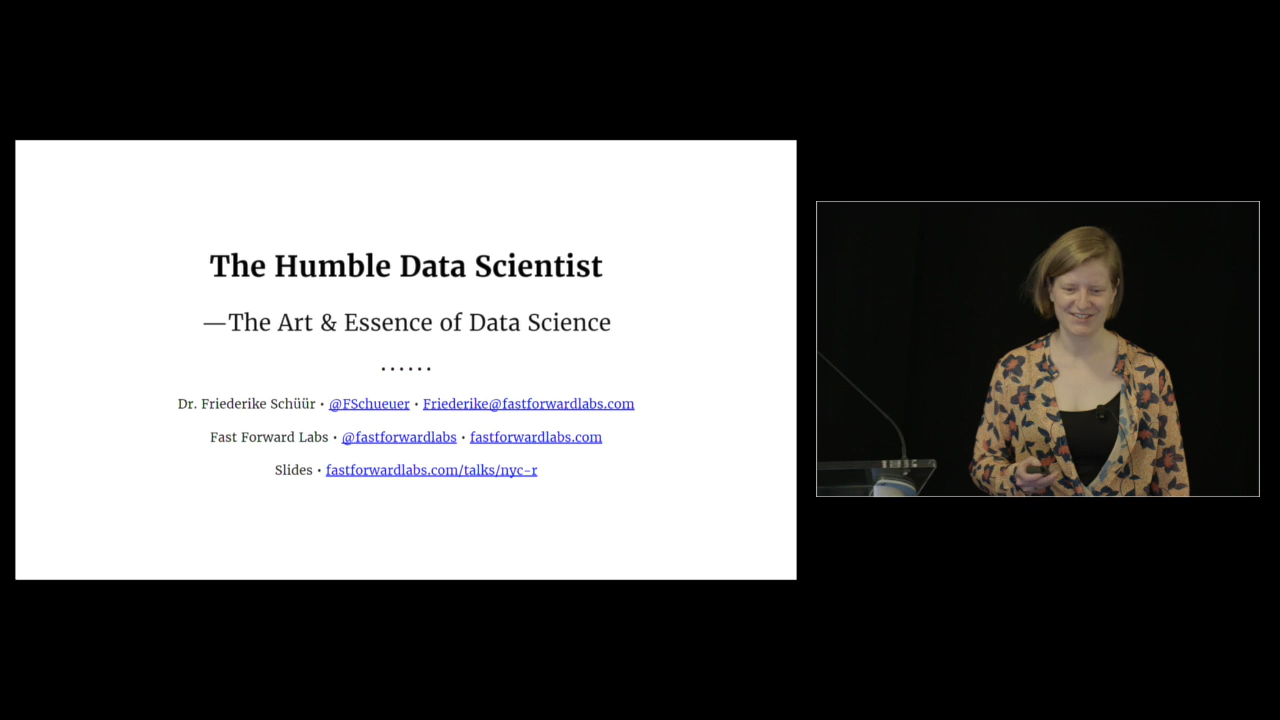 The Humble Data Scientist
—The Art & Essence of Data Science
......
Dr. Friederike Schüür • @FSchueuer • Friederike@fastforwardlabs.com
Fast Forward Labs • @fastforwardlabs • fastforwardlabs.com
Slides • fastforwardlabs.com/talks/nyc-r